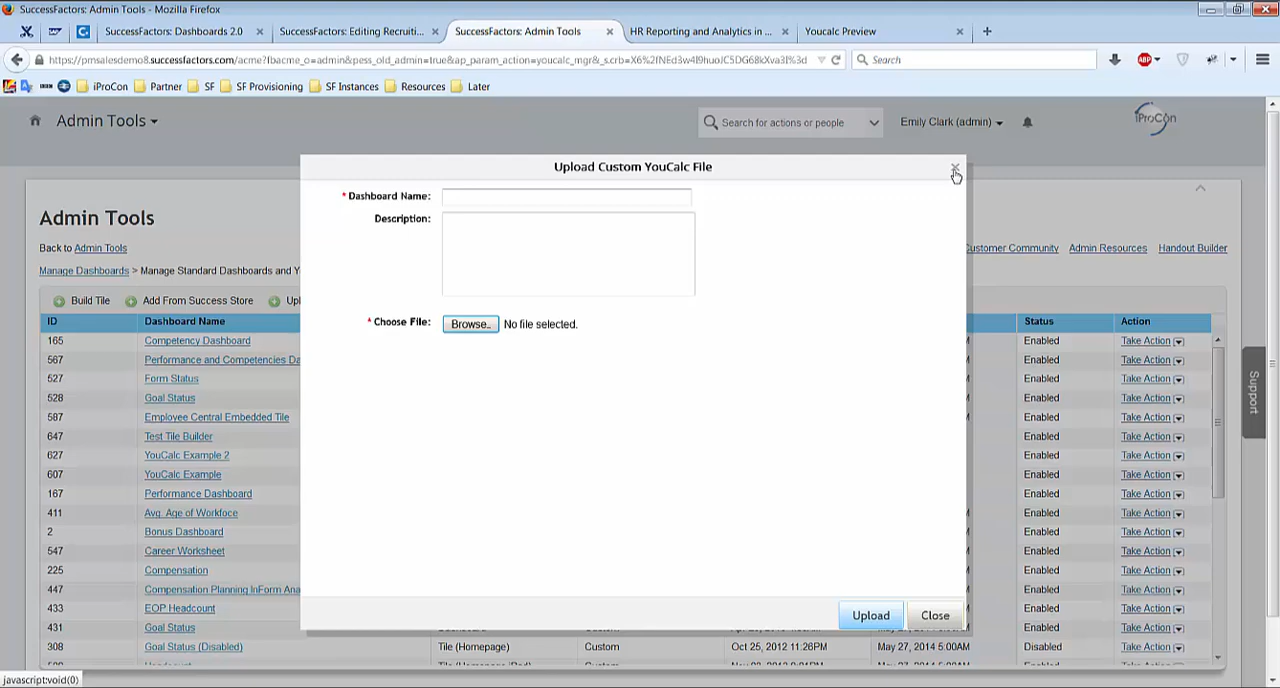 SuccessFactors: Admin Tools - Mozilla Firefox
SuccessFactors: Dashboards 2.0 × SuccessFactors: Editing Recruiti... × SuccessFactors: Admin Tools × HR Reporting and Analytics in ... × Youcalc Preview ×
Search
iProCon Partner SF SF Provisioning SF Instances Resources Later
Admin Tools
Search for actions or people
Emily Clark (admin)
iProCon
Upload Custom YouCalc File
* Dashboard Name:
Description:
* Choose File: Browse.. No file selected.
Upload Close
Admin Tools
Back to Admin Tools
Customer Community Admin Resources Handout Builder
Manage Dashboards > Manage Standard Dashboards and Y
Build Tile Add From Success Store Upl
ID Dashboard Name Status Action
165 Competency Dashboard Enabled Take Action
567 Performance and Competencies Da Enabled Take Action
527 Form Status Enabled Take Action
528 Goal Status Enabled Take Action
587 Employee Central Embedded Tile Enabled Take Action
647 Test Tile Builder Enabled Take Action
627 YouCalc Example 2 Enabled Take Action
607 YouCalc Example Enabled Take Action
167 Performance Dashboard Enabled Take Action
411 Avg. Age of Workfoce Enabled Take Action
2 Bonus Dashboard Enabled Take Action
547 Career Worksheet Enabled Take Action
225 Compensation Enabled Take Action
447 Compensation Planning InForm Ana Enabled Take Action
433 EOP Headcount Enabled Take Action
431 Goal Status Enabled Take Action
308 Goal Status (Disabled) Tile (Homepage) Custom Oct 25, 2012 11:26PM May 27, 2014 5:00AM Disabled Take Action
Support
javascript:void(0)